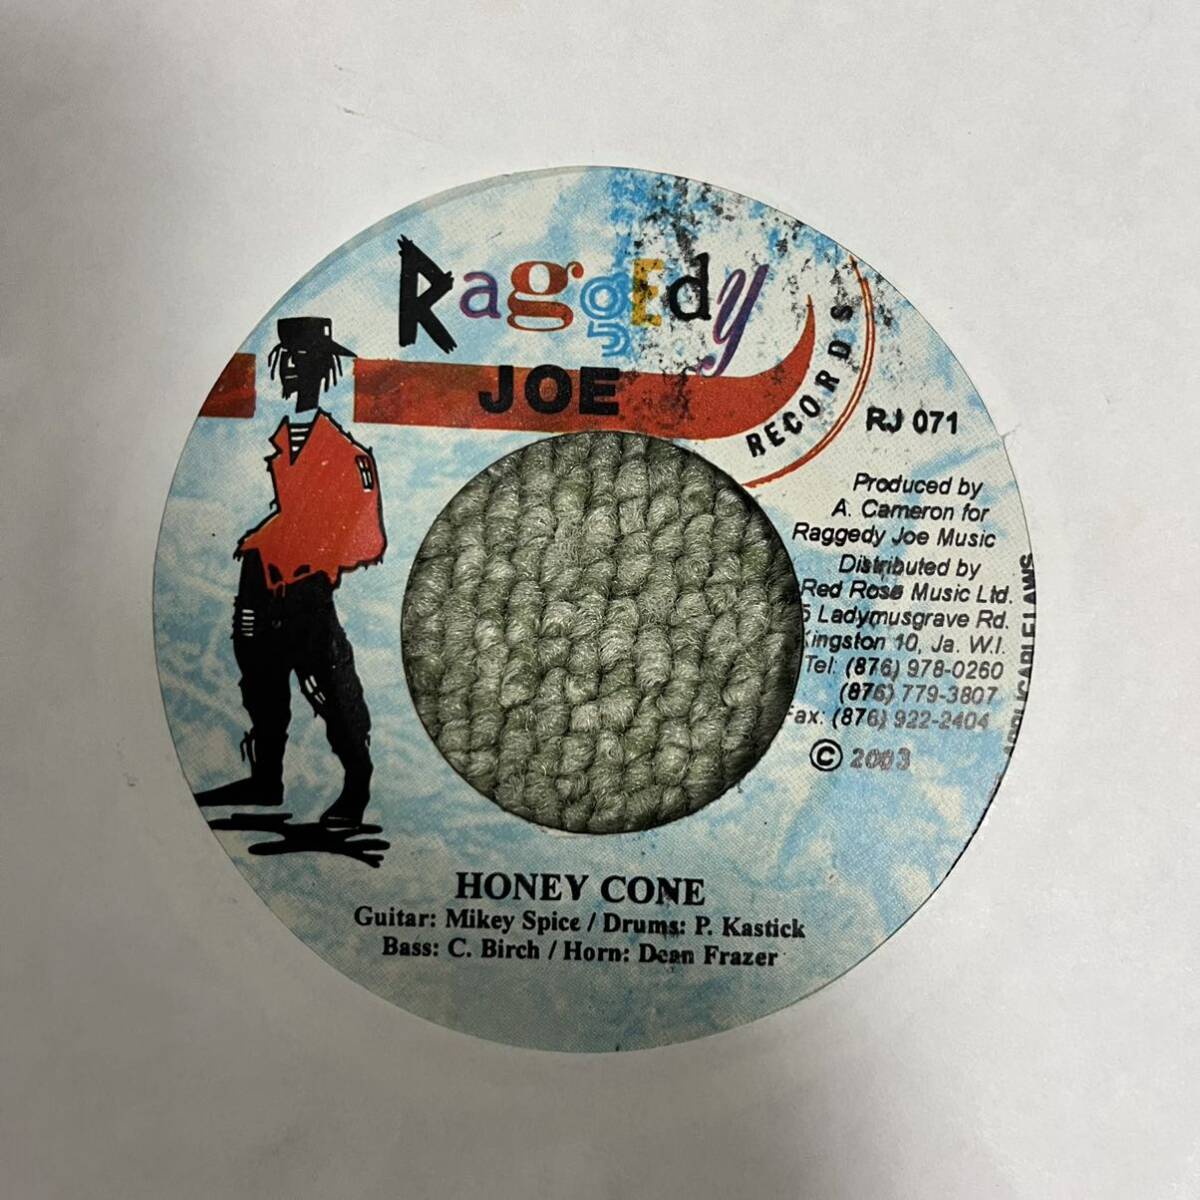 RaggEdy
JOE
RECORDS
RJ 071
Produced by
A. Cameron for
Raggedy Joe Music
Distributed by
Red Rose Music Ltd.
5 Ladymusgrave Rd.
Kingston 10, Ja. W.I.
Tel: (876) 978-0260
(876) 779-3807
Fax: (876) 922-2404
© 2003
HONEY CONE
Guitar: Mikey Spice / Drums: P. Kastick
Bass: C. Birch / Horn: Dean Frazer